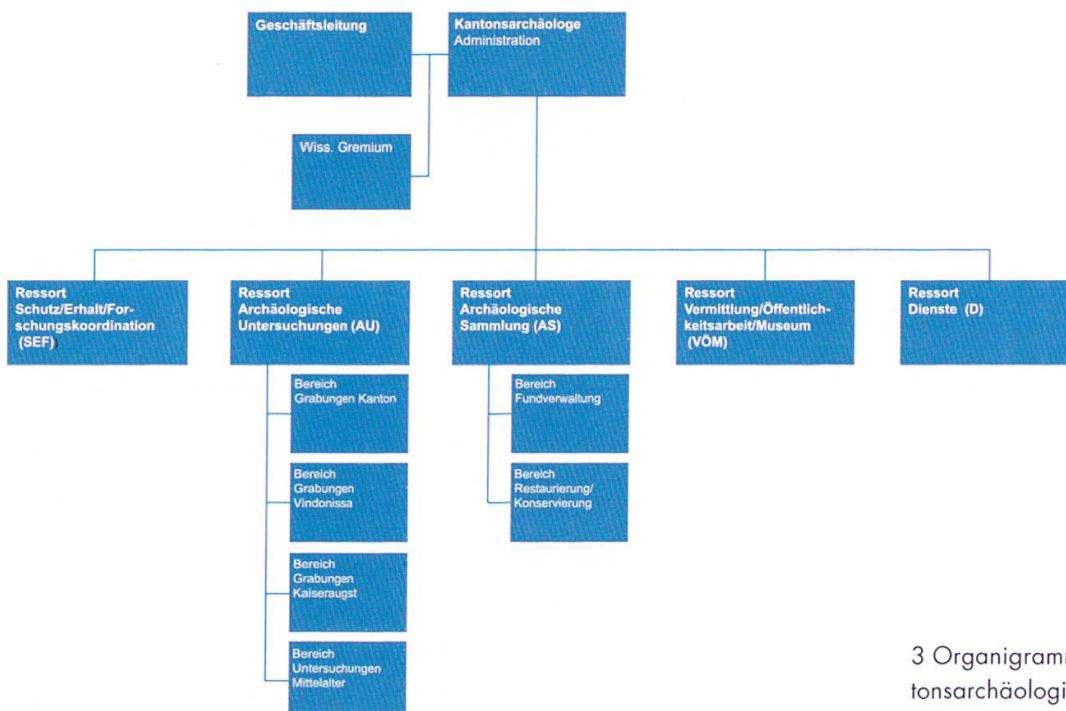 Geschäftsleitung
Kantonsarchäologe
Administration
Wiss. Gremium
Ressort
Schutz/Erhalt/For-
schungskoordination
(SEF)
Ressort
Archäologische
Untersuchungen (AU)
Ressort
Archäologische
Sammlung (AS)
Ressort
Vermittlung/Öffentlich-
keitsarbeit/Museum
(VÖM)
Ressort
Dienste (D)
Bereich
Grabungen Kanton
Bereich
Grabungen
Vindonissa
Bereich
Grabungen
Kaiseraugst
Bereich
Untersuchungen
Mittelalter
Bereich
Fundverwaltung
Bereich
Restaurierung/
Konservierung
3